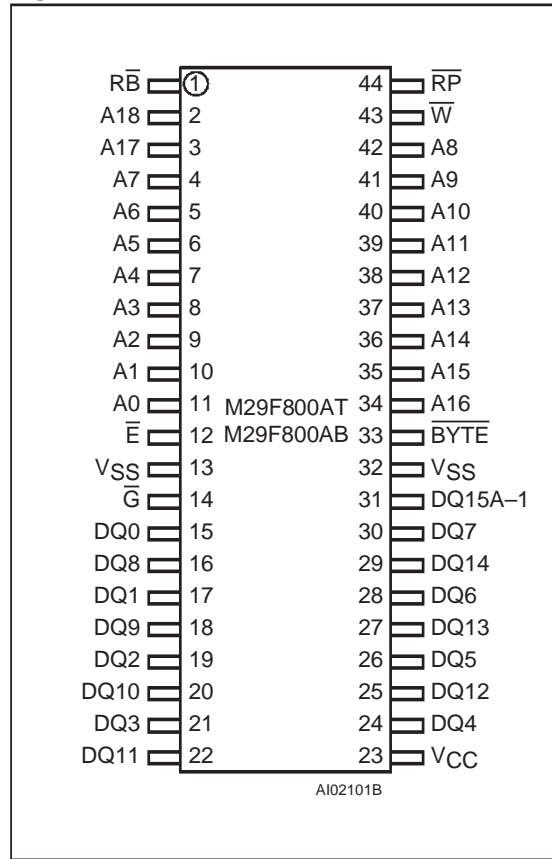 RB̅ 1 44 R̅P̅
A18 2 43 W̅
A17 3 42 A8
A7 4 41 A9
A6 5 40 A10
A5 6 39 A11
A4 7 38 A12
A3 8 37 A13
A2 9 36 A14
A1 10 35 A15
A0 11 M29F800AT 34 A16
E̅ 12 M29F800AB 33 B̅Y̅T̅E̅
VSS 13 32 VSS
G̅ 14 31 DQ15A–1
DQ0 15 30 DQ7
DQ8 16 29 DQ14
DQ1 17 28 DQ6
DQ9 18 27 DQ13
DQ2 19 26 DQ5
DQ10 20 25 DQ12
DQ3 21 24 DQ4
DQ11 22 23 VCC
AI02101B